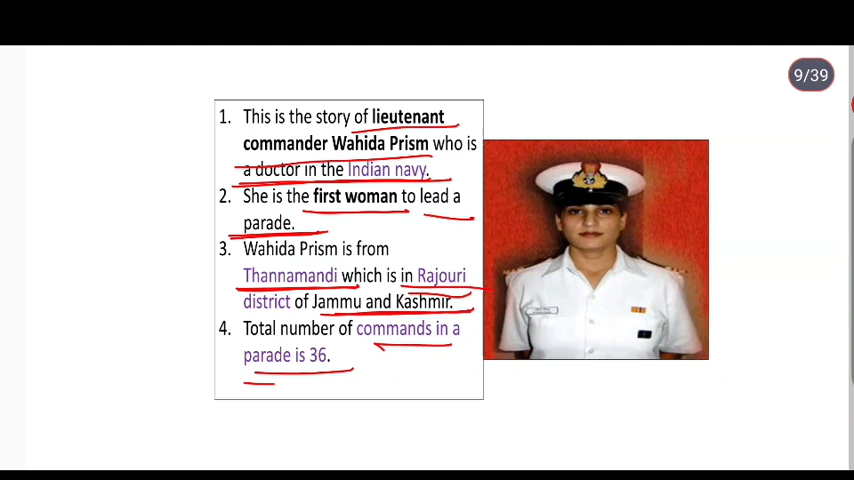 9/39
1. This is the story of lieutenant
commander Wahida Prism who is
a doctor in the Indian navy.
2. She is the first woman to lead a
parade.
3. Wahida Prism is from
Thannamandi which is in Rajouri
district of Jammu and Kashmir.
4. Total number of commands in a
parade is 36.